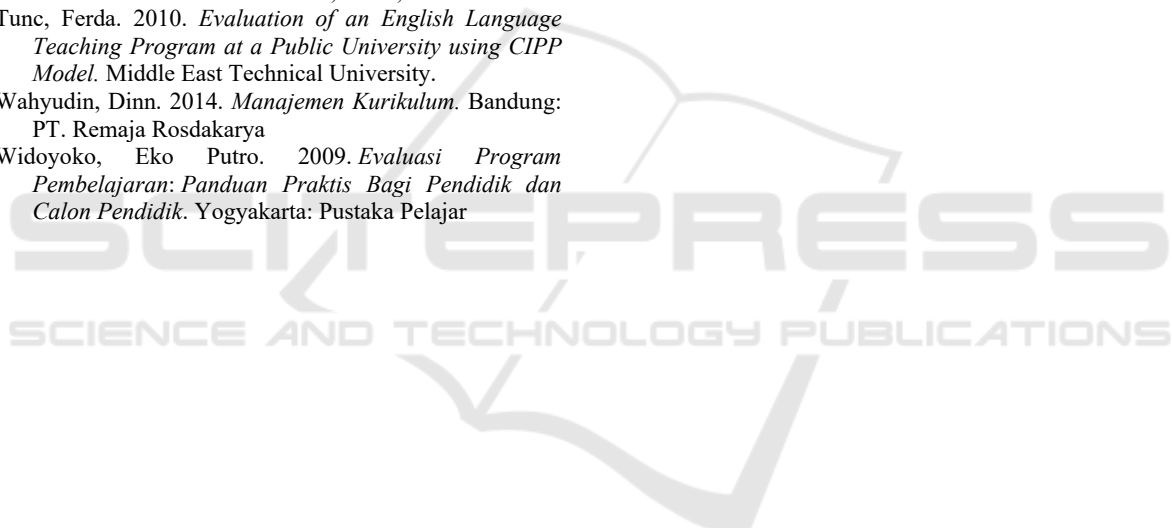 Tunc, Ferda. 2010. Evaluation of an English Language
Teaching Program at a Public University using CIPP
Model. Middle East Technical University.
Wahyudin, Dinn. 2014. Manajemen Kurikulum. Bandung:
PT. Remaja Rosdakarya
Widoyoko, Eko Putro. 2009. Evaluasi Program
Pembelajaran: Panduan Praktis Bagi Pendidik dan
Calon Pendidik. Yogyakarta: Pustaka Pelajar
SCITEPRESS
SCIENCE AND TECHNOLOGY PUBLICATIONS